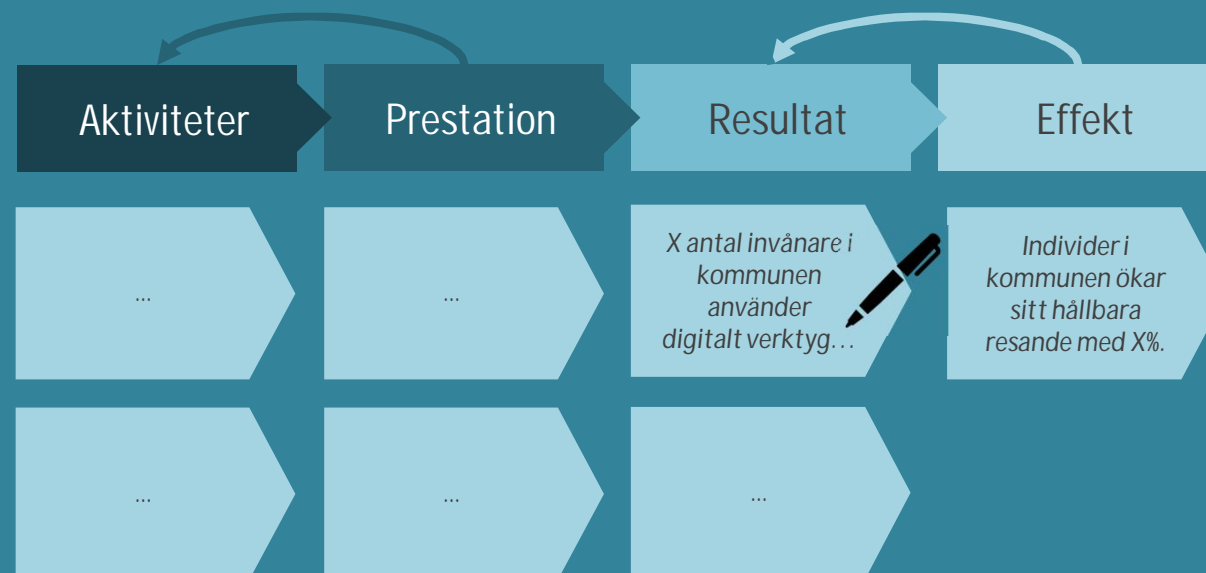 Aktiviteter
Prestation
Resultat
Effekt
...
...
X antal invånare i
kommunen
använder
digitalt verktyg...
Individer i
kommunen ökar
sitt hållbara
resande med X%.
...
...
...